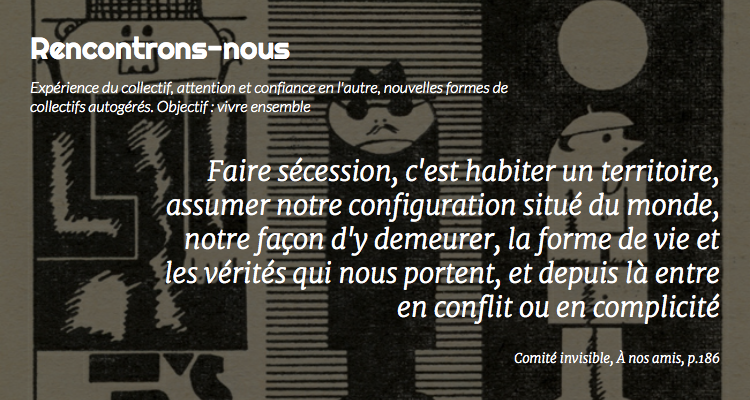 Rencontrons-nous
Expérience du collectif, attention et confiance en l'autre, nouvelles formes de
collectifs autogérés. Objectif : vivre ensemble
Faire sécession, c'est habiter un territoire,
assumer notre configuration situé du monde,
notre façon d'y demeurer, la forme de vie et
les vérités qui nous portent, et depuis là entre
en conflit ou en complicité
Comité invisible, À nos amis, p.186